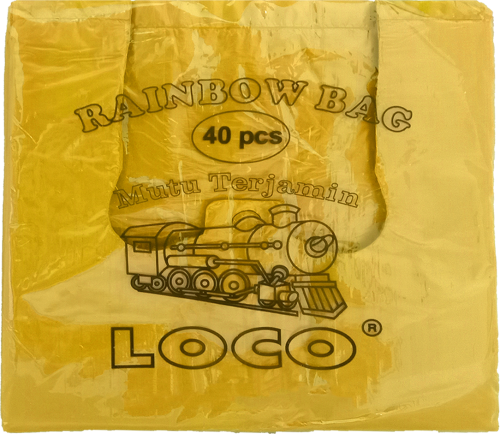 RAINBOW BAG
40 pcs
Mutu Terjamin
LOCO®